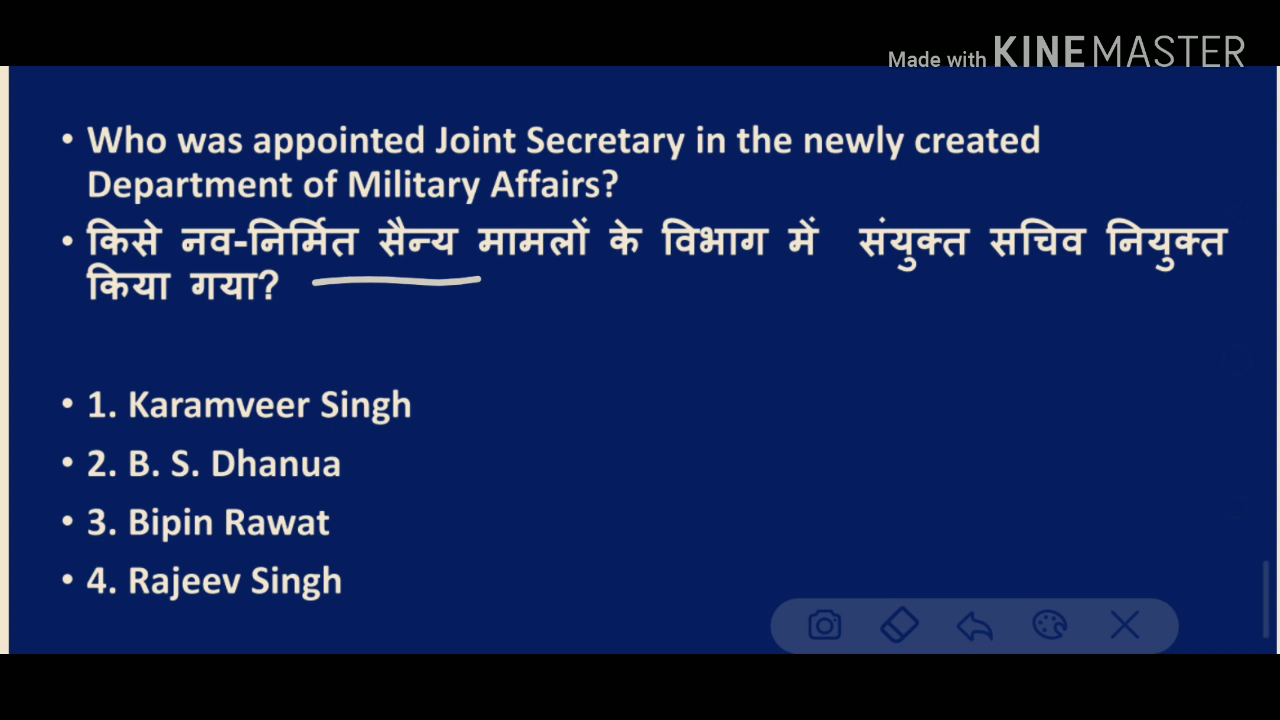 Made with KINEMASTER
• Who was appointed Joint Secretary in the newly created
Department of Military Affairs?
• किसे नव-निर्मित सैन्य मामलों के विभाग में संयुक्त सचिव नियुक्त
किया गया?
• 1. Karamveer Singh
• 2. B. S. Dhanua
• 3. Bipin Rawat
• 4. Rajeev Singh